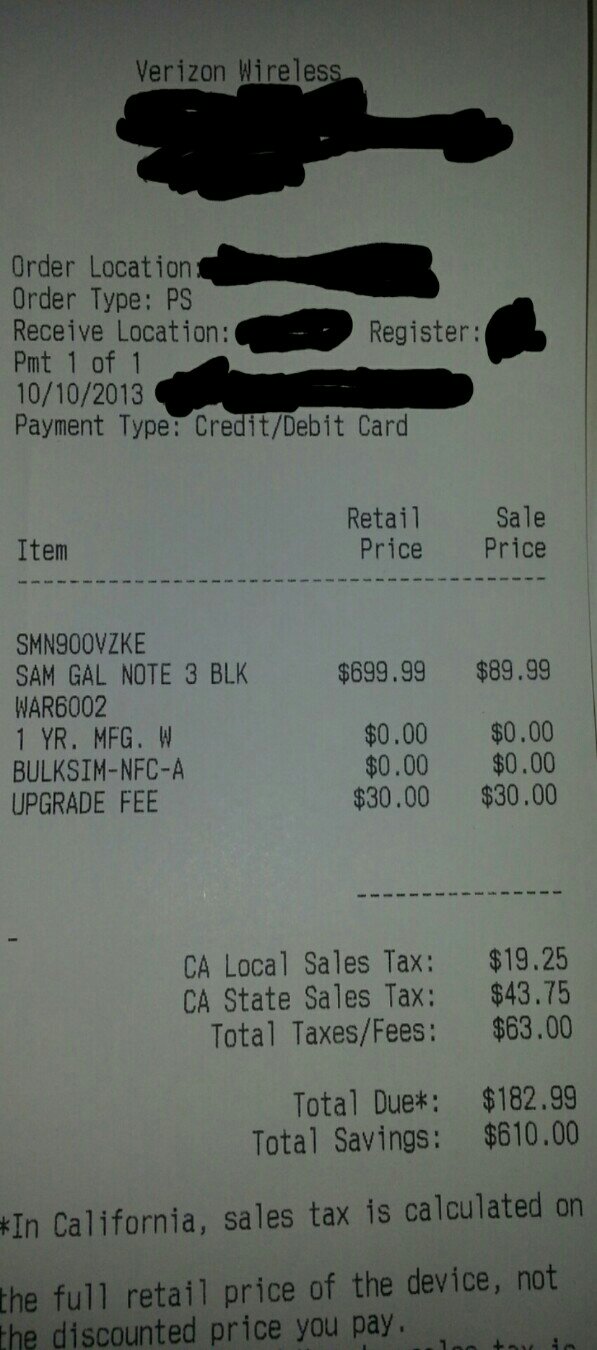 Verizon Wireless
Order Location:
Order Type: PS
Receive Location: Register:
Pmt 1 of 1
10/10/2013
Payment Type: Credit/Debit Card
Retail Sale
Item Price Price
--------------------------------------------
SMN900VZKE
SAM GAL NOTE 3 BLK $699.99 $89.99
WAR6002
1 YR. MFG. W $0.00 $0.00
BULKSIM-NFC-A $0.00 $0.00
UPGRADE FEE $30.00 $30.00
-----------------
CA Local Sales Tax: $19.25
CA State Sales Tax: $43.75
Total Taxes/Fees: $63.00
Total Due*: $182.99
Total Savings: $610.00
*In California, sales tax is calculated on
the full retail price of the device, not
the discounted price you pay.
sales tax is